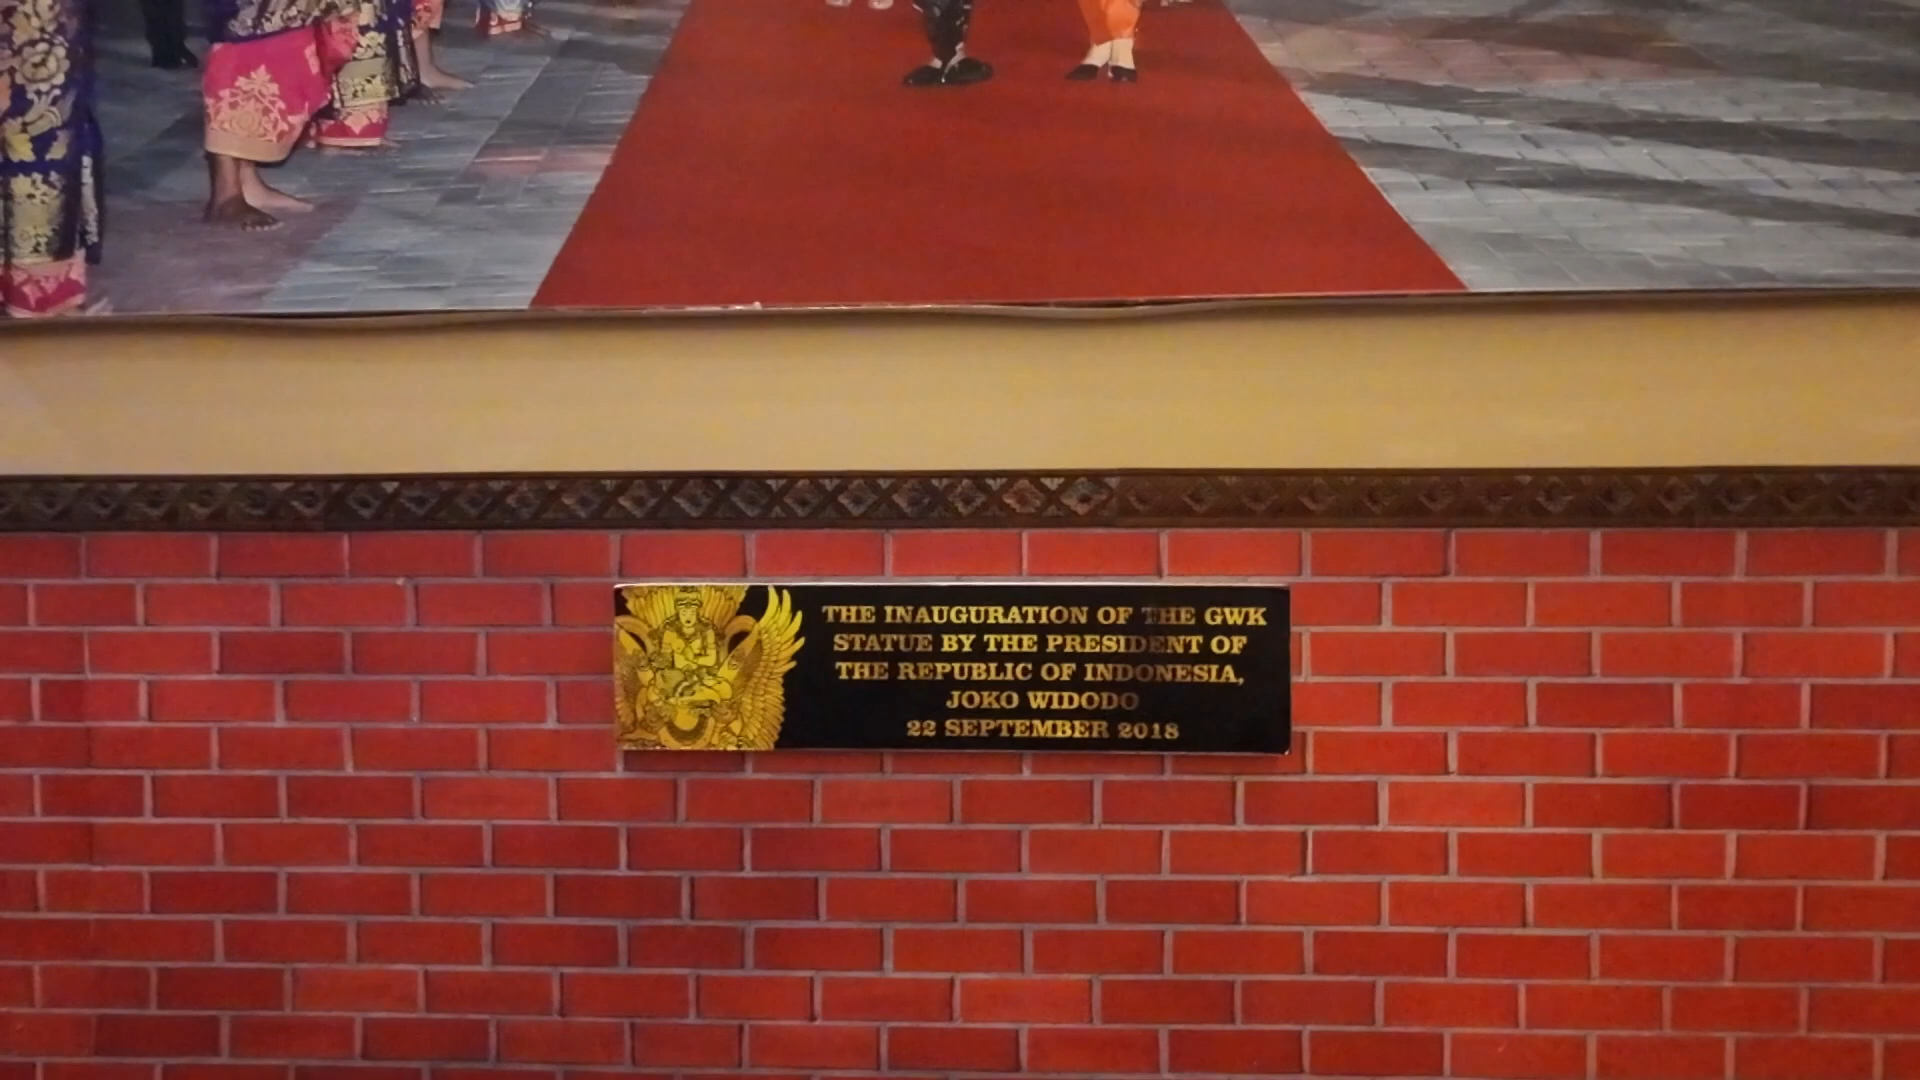 THE INAUGURATION OF THE GWK
STATUE BY THE PRESIDENT OF
THE REPUBLIC OF INDONESIA,
JOKO WIDODO
22 SEPTEMBER 2018